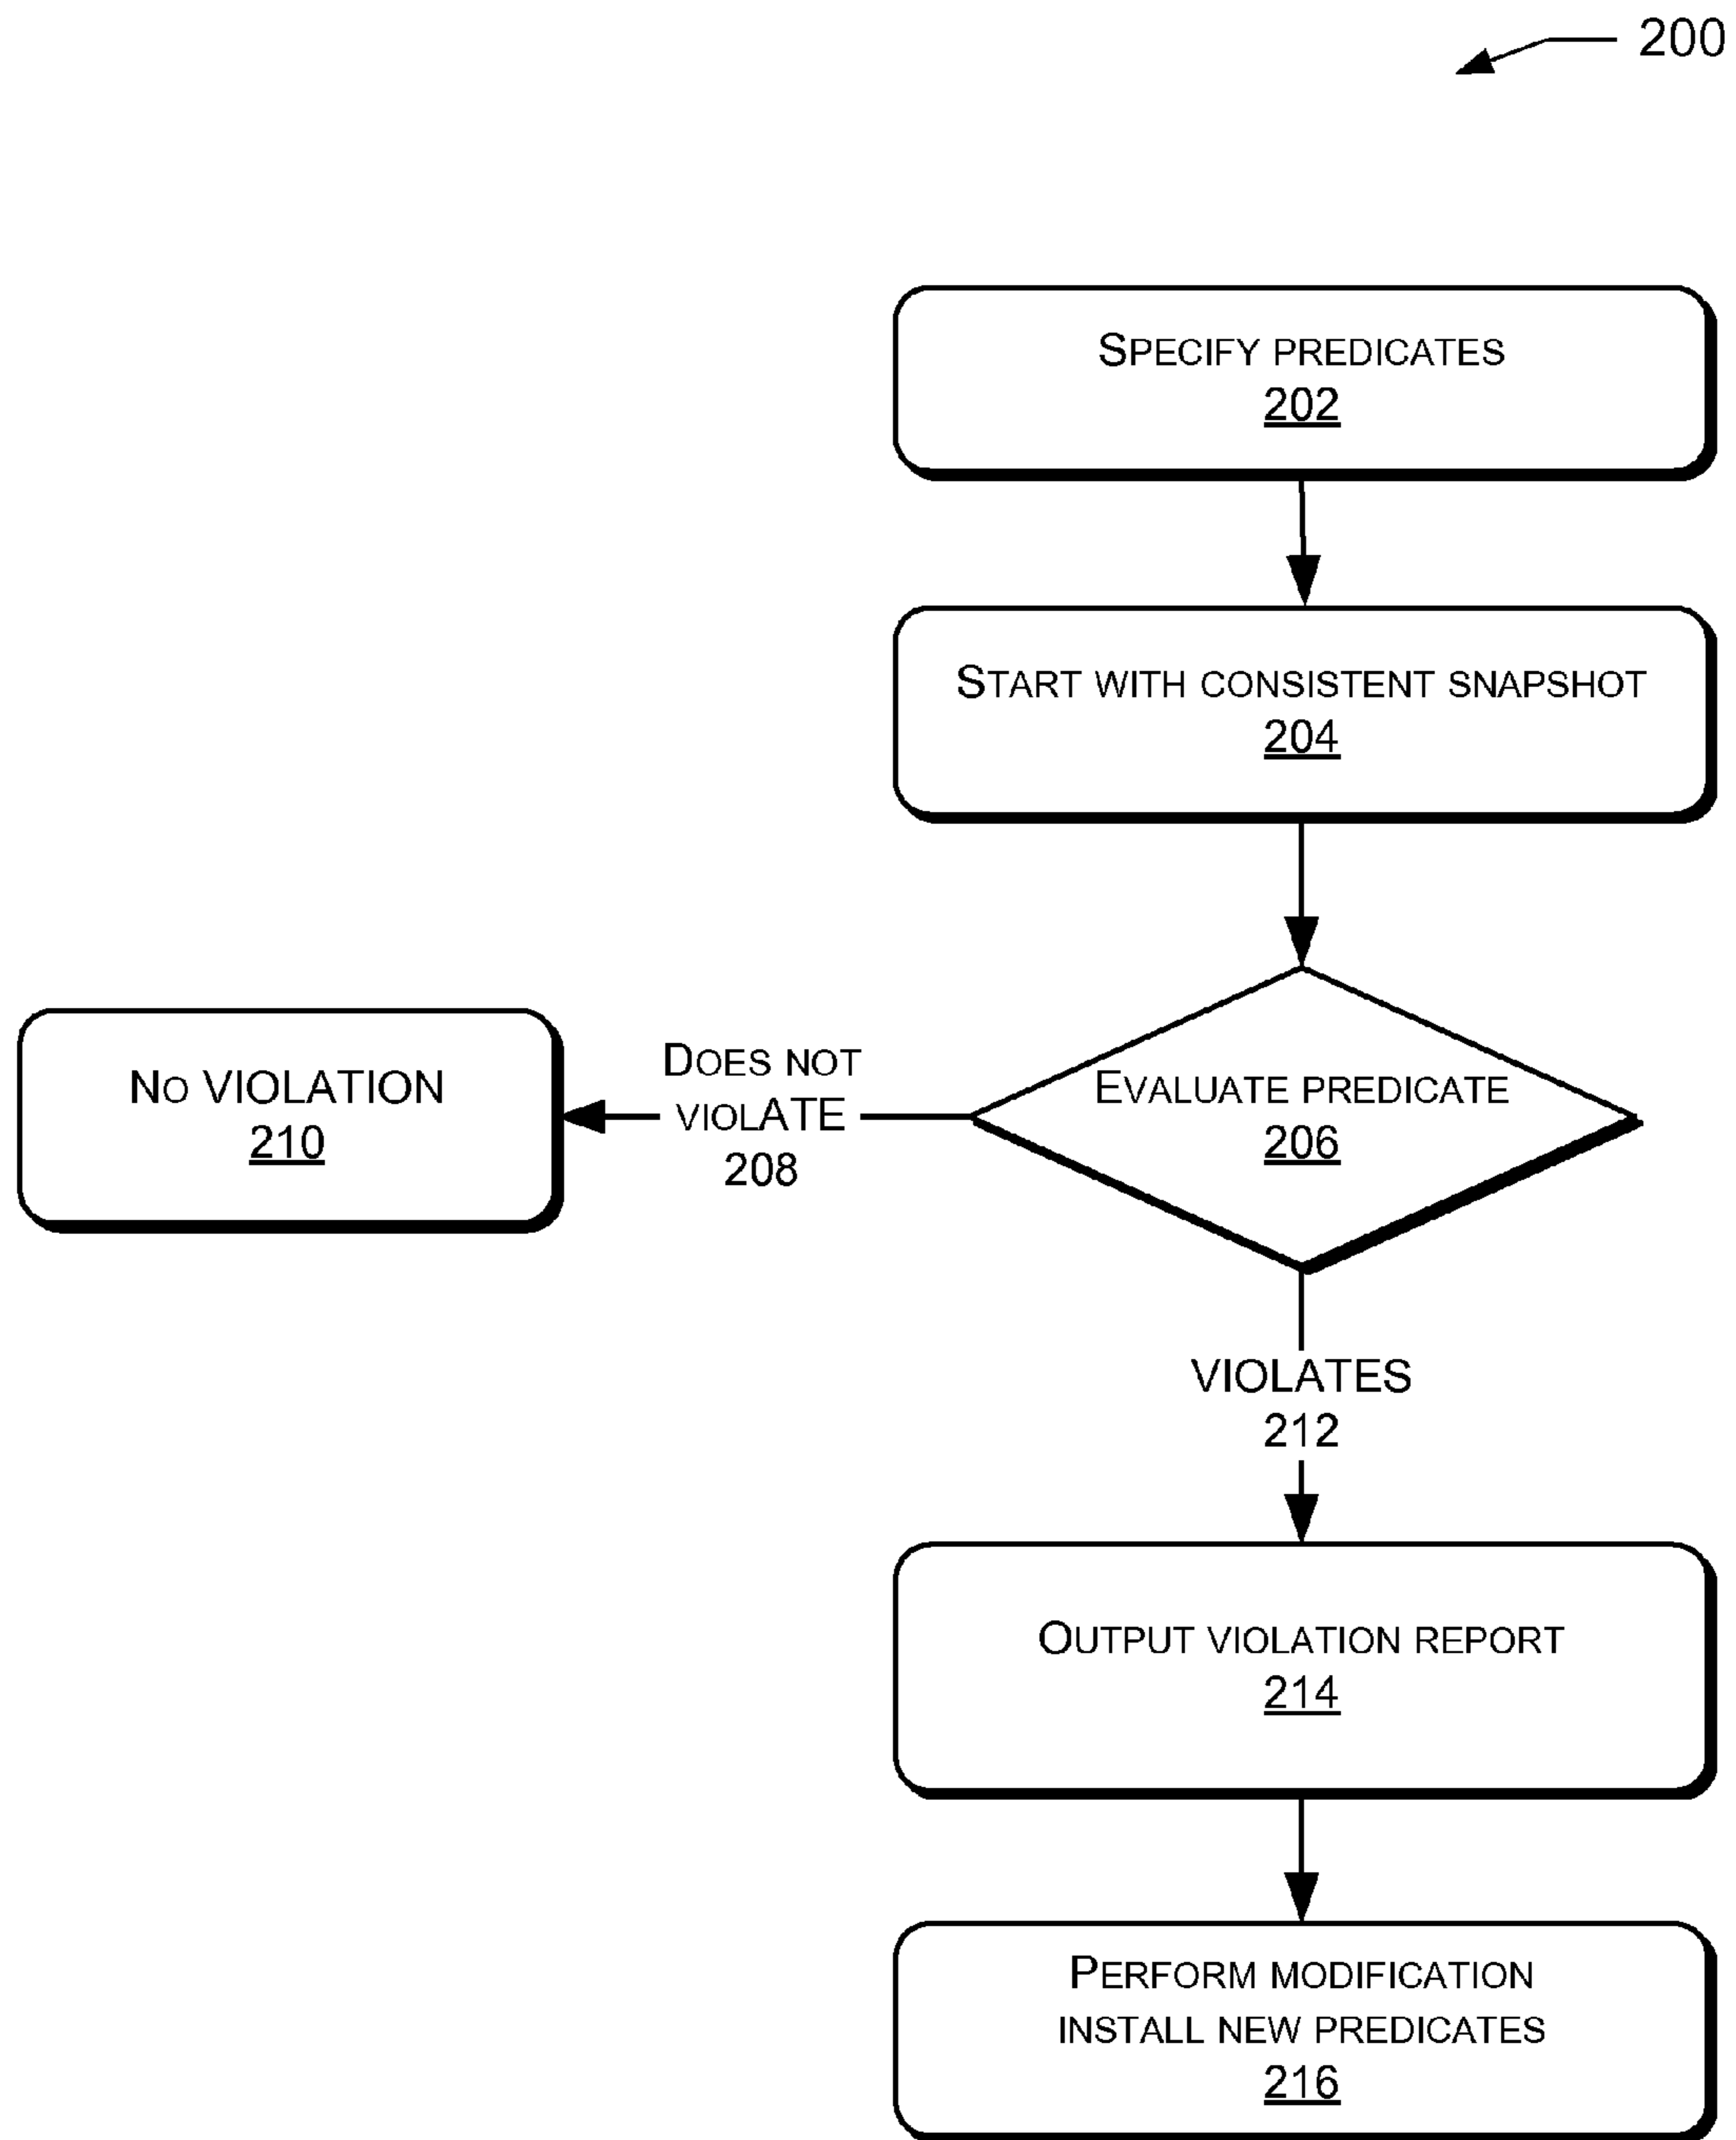 200
SPECIFY PREDICATES
202
START WITH CONSISTENT SNAPSHOT
204
EVALUATE PREDICATE
206
DOES NOT
VIOLATE
208
NO VIOLATION
210
VIOLATES
212
OUTPUT VIOLATION REPORT
214
PERFORM MODIFICATION
INSTALL NEW PREDICATES
216